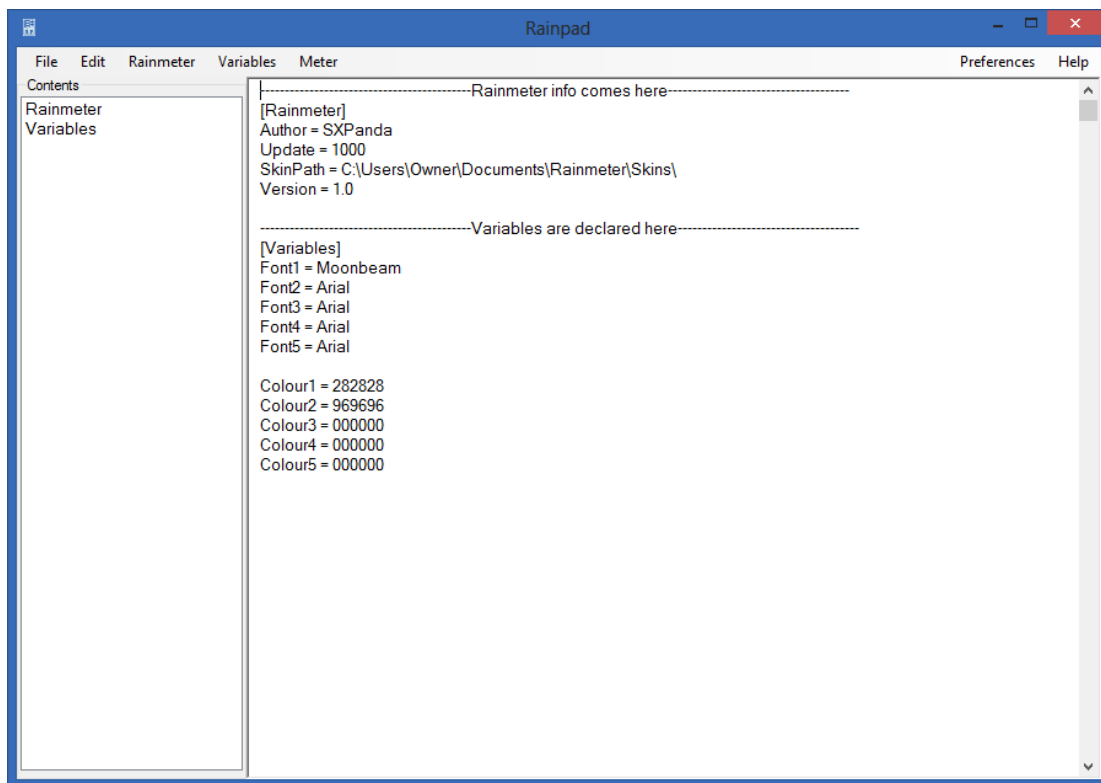 Rainpad
File Edit Rainmeter Variables Meter Preferences Help
Contents
Rainmeter
Variables
-------------------------------------------Rainmeter info comes here-------------------------------------
[Rainmeter]
Author = SXPanda
Update = 1000
SkinPath = C:\Users\Owner\Documents\Rainmeter\Skins\
Version = 1.0
-------------------------------------------Variables are declared here-------------------------------------
[Variables]
Font1 = Moonbeam
Font2 = Arial
Font3 = Arial
Font4 = Arial
Font5 = Arial
Colour1 = 282828
Colour2 = 969696
Colour3 = 000000
Colour4 = 000000
Colour5 = 000000